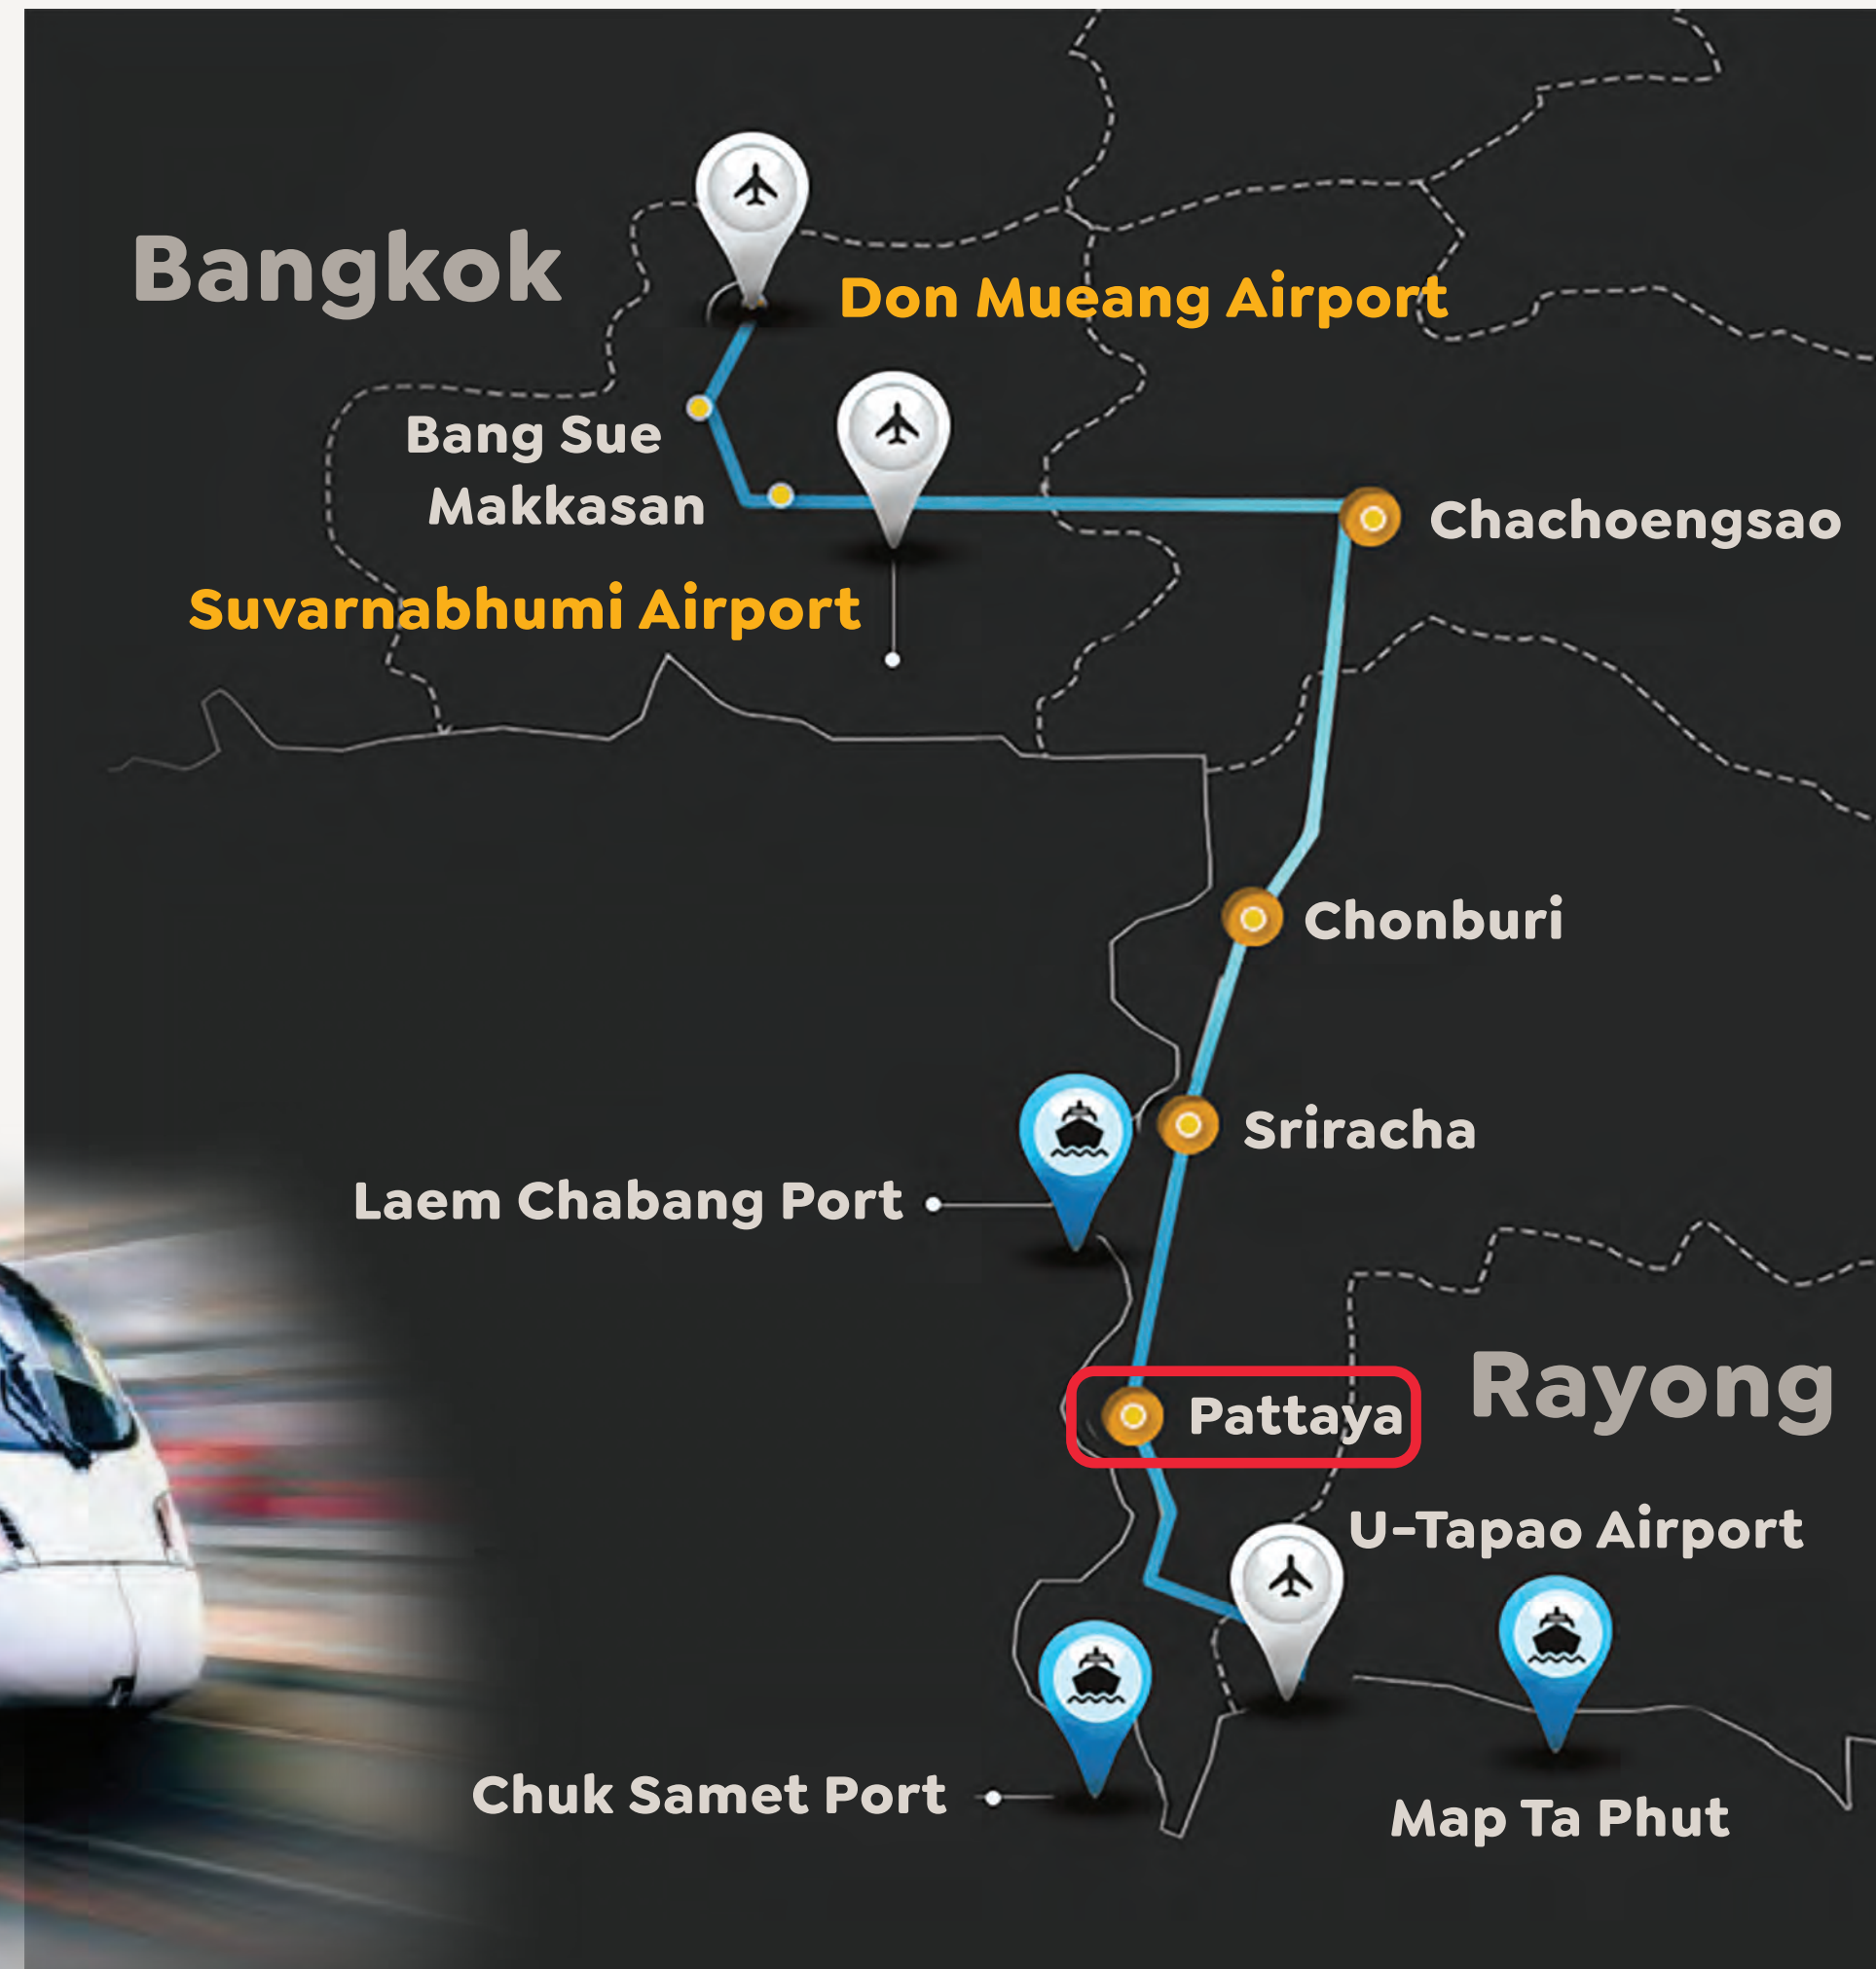 Bangkok
Don Mueang Airport
Bang Sue
Makkasan
Chachoengsao
Suvarnabhumi Airport
Chonburi
Sriracha
Laem Chabang Port
Pattaya
Rayong
U-Tapao Airport
Chuk Samet Port
Map Ta Phut